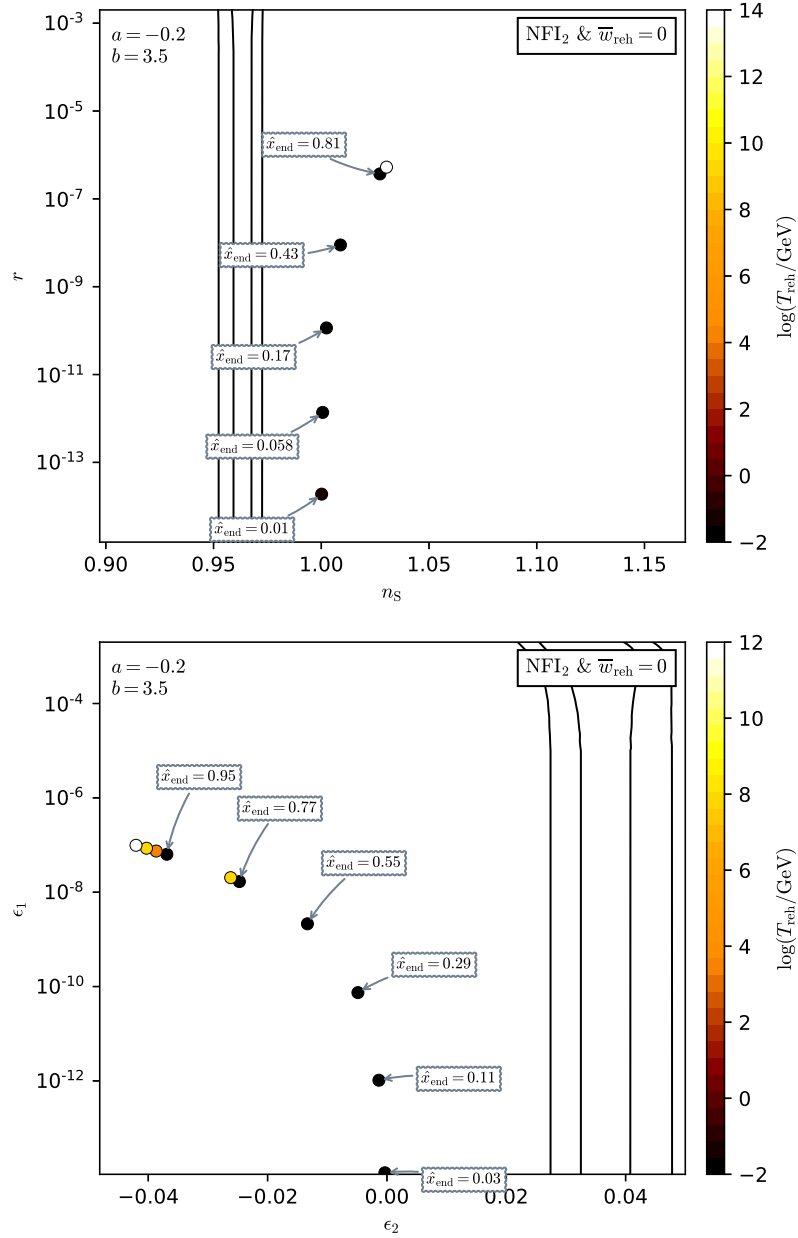 a = −0.2
b = 3.5
NFI₂ & w̅ᵣₑₕ = 0
10⁻³
10⁻⁵
10⁻⁷
10⁻⁹
10⁻¹¹
10⁻¹³
r
x̂end = 0.81
x̂end = 0.43
x̂end = 0.17
x̂end = 0.058
x̂end = 0.01
0.90 0.95 1.00 1.05 1.10 1.15
nS
14
12
10
8
6
4
2
0
−2
log(Treh/GeV)
a = −0.2
b = 3.5
NFI₂ & w̅ᵣₑₕ = 0
10⁻⁴
10⁻⁶
10⁻⁸
10⁻¹⁰
10⁻¹²
ϵ₁
x̂end = 0.95
x̂end = 0.77
x̂end = 0.55
x̂end = 0.29
x̂end = 0.11
x̂end = 0.03
−0.04 −0.02 0.00 0.02 0.04
ϵ₂
12
10
8
6
4
2
0
−2
log(Treh/GeV)